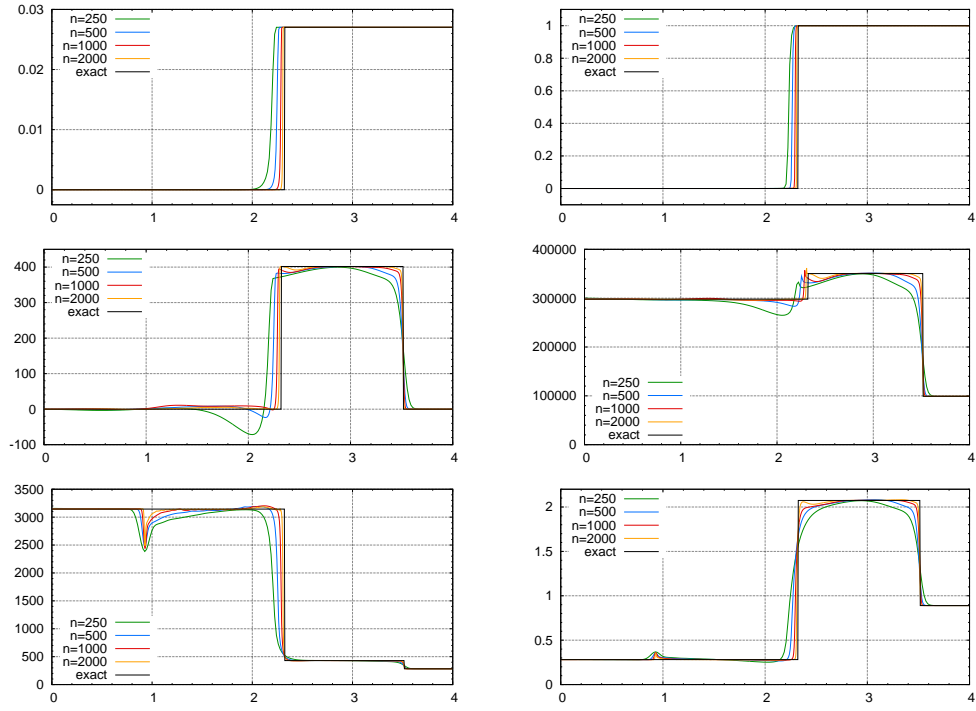 0.03
0.02
0.01
0
n=250
n=500
n=1000
n=2000
exact
0 1 2 3 4
1
0.8
0.6
0.4
0.2
0
n=250
n=500
n=1000
n=2000
exact
0 1 2 3 4
400
300
200
100
0
-100
n=250
n=500
n=1000
n=2000
exact
0 1 2 3 4
400000
300000
200000
100000
0
n=250
n=500
n=1000
n=2000
exact
0 1 2 3 4
3500
3000
2500
2000
1500
1000
500
0
n=250
n=500
n=1000
n=2000
exact
0 1 2 3 4
2
1.5
1
0.5
0
n=250
n=500
n=1000
n=2000
exact
0 1 2 3 4